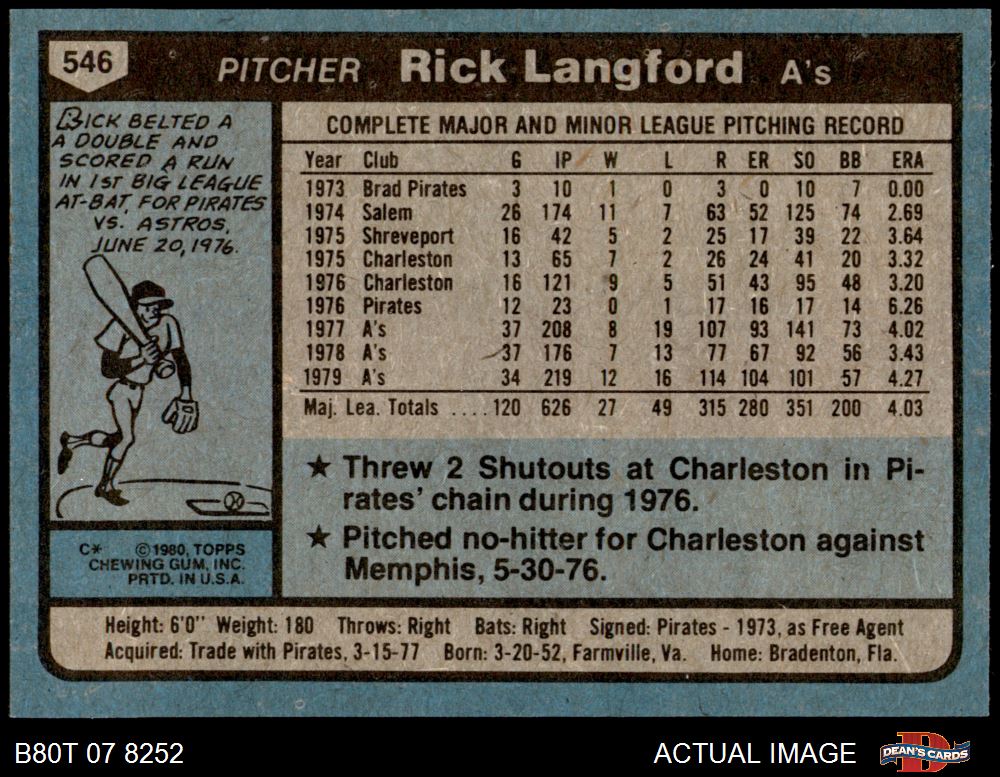 546 PITCHER Rick Langford A's
RICK BELTED A
A DOUBLE AND
SCORED A RUN
IN 1ST BIG LEAGUE
AT-BAT, FOR PIRATES
VS. ASTROS,
JUNE 20, 1976.
C* ©1980, TOPPS
CHEWING GUM, INC.
PRTD. IN U.S.A.
COMPLETE MAJOR AND MINOR LEAGUE PITCHING RECORD
Year Club G IP W L R ER SO BB ERA
1973 Brad Pirates 3 10 1 0 3 0 10 7 0.00
1974 Salem 26 174 11 7 63 52 125 74 2.69
1975 Shreveport 16 42 5 2 25 17 39 22 3.64
1975 Charleston 13 65 7 2 26 24 41 20 3.32
1976 Charleston 16 121 9 5 51 43 95 48 3.20
1976 Pirates 12 23 0 1 17 16 17 14 6.26
1977 A's 37 208 8 19 107 93 141 73 4.02
1978 A's 37 176 7 13 77 67 92 56 3.43
1979 A's 34 219 12 16 114 104 101 57 4.27
Maj. Lea. Totals ....120 626 27 49 315 280 351 200 4.03
★ Threw 2 Shutouts at Charleston in Pi-
rates' chain during 1976.
★ Pitched no-hitter for Charleston against
Memphis, 5-30-76.
Height: 6'0" Weight: 180 Throws: Right Bats: Right Signed: Pirates - 1973, as Free Agent
Acquired: Trade with Pirates, 3-15-77 Born: 3-20-52, Farmville, Va. Home: Bradenton, Fla.
B80T 07 8252 ACTUAL IMAGE DEAN'S CARDS